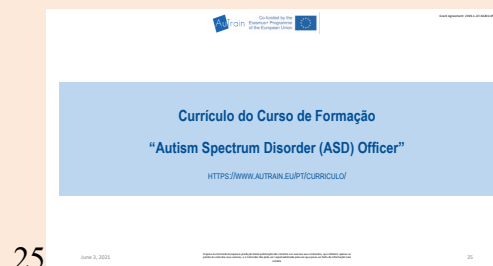 AuTrain
Co-funded by the
Erasmus+ Programme
of the European Union
Currículo do Curso de Formação
“Autism Spectrum Disorder (ASD) Officer”
HTTPS://WWW.AUTRAIN.EU/PT/CURRICULO/
25
June 3, 2021
25